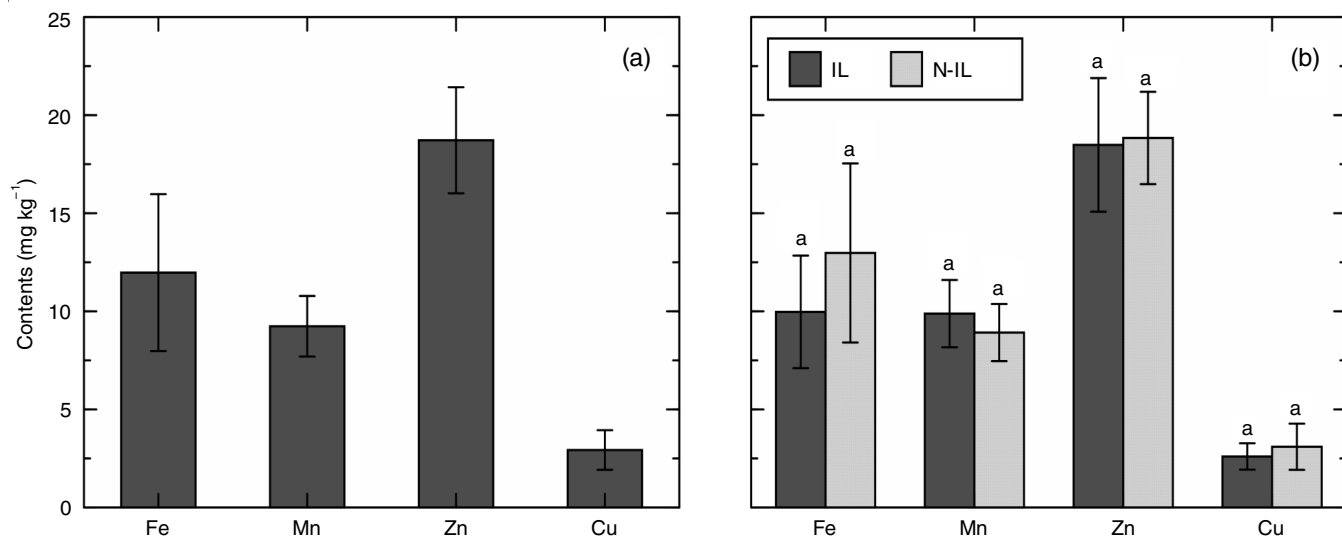 Contents (mg kg⁻¹)
25
20
15
10
5
0
(a)
Fe Mn Zn Cu
IL N-IL
(b)
a a a a a a a a
Fe Mn Zn Cu